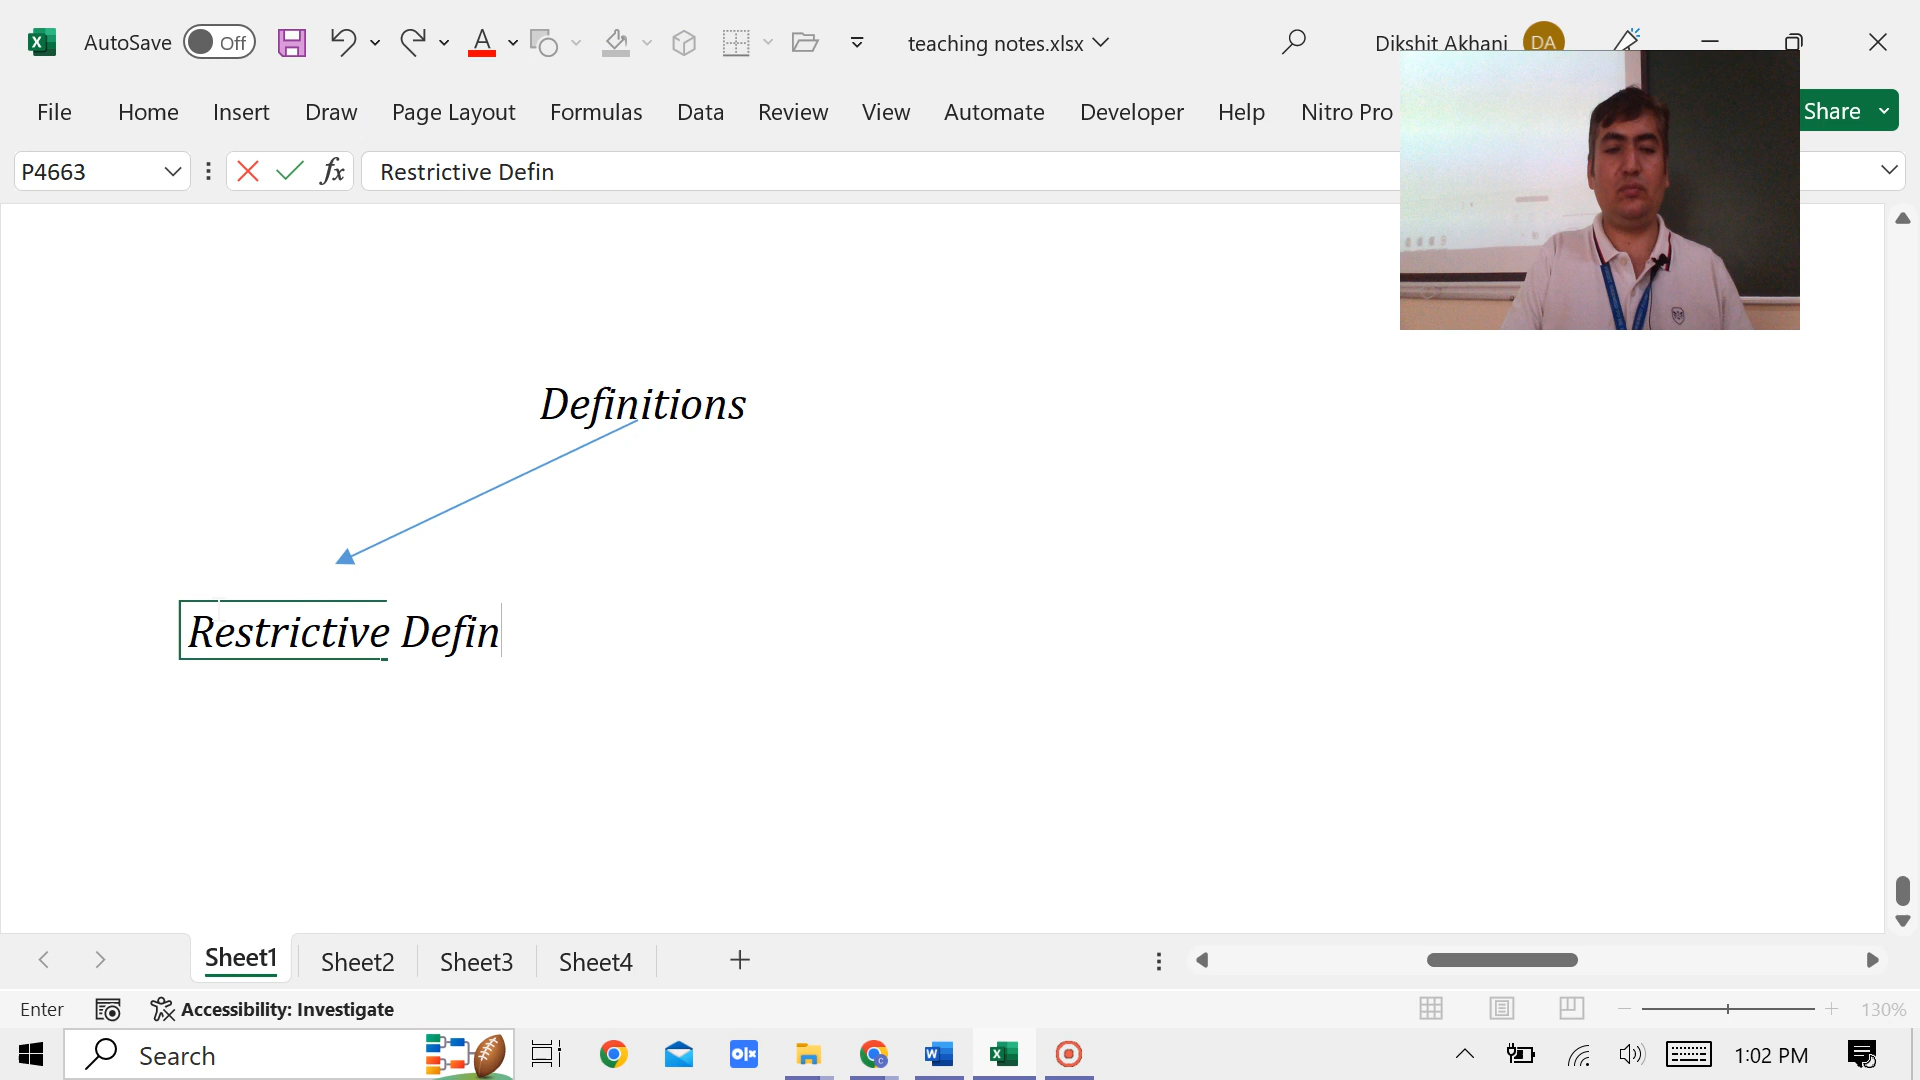 AutoSave Off teaching notes.xlsx Dikshit Akhani DA
File Home Insert Draw Page Layout Formulas Data Review View Automate Developer Help Nitro Pro Share
P4663 fx Restrictive Defin
Definitions
Restrictive Defin
Sheet1 Sheet2 Sheet3 Sheet4
Enter Accessibility: Investigate 130%
Search 1:02 PM